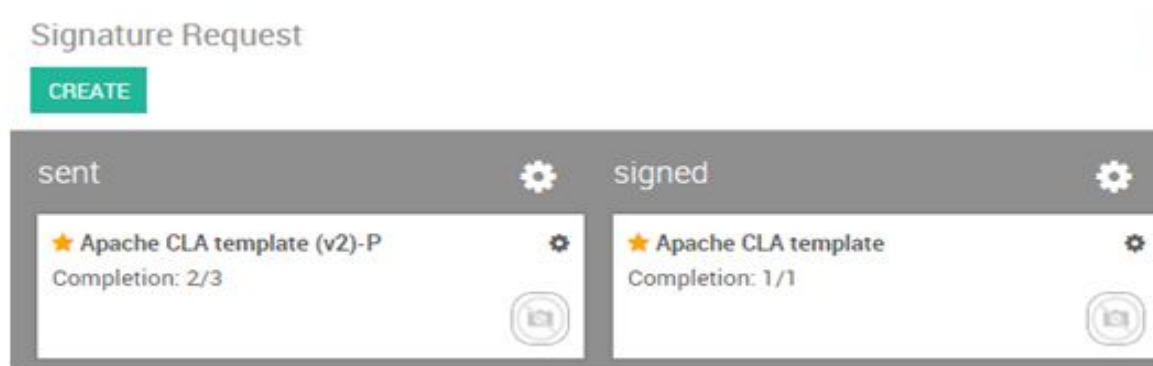 Signature Request
CREATE
sent
signed
Apache CLA template (v2)-P
Completion: 2/3
Apache CLA template
Completion: 1/1